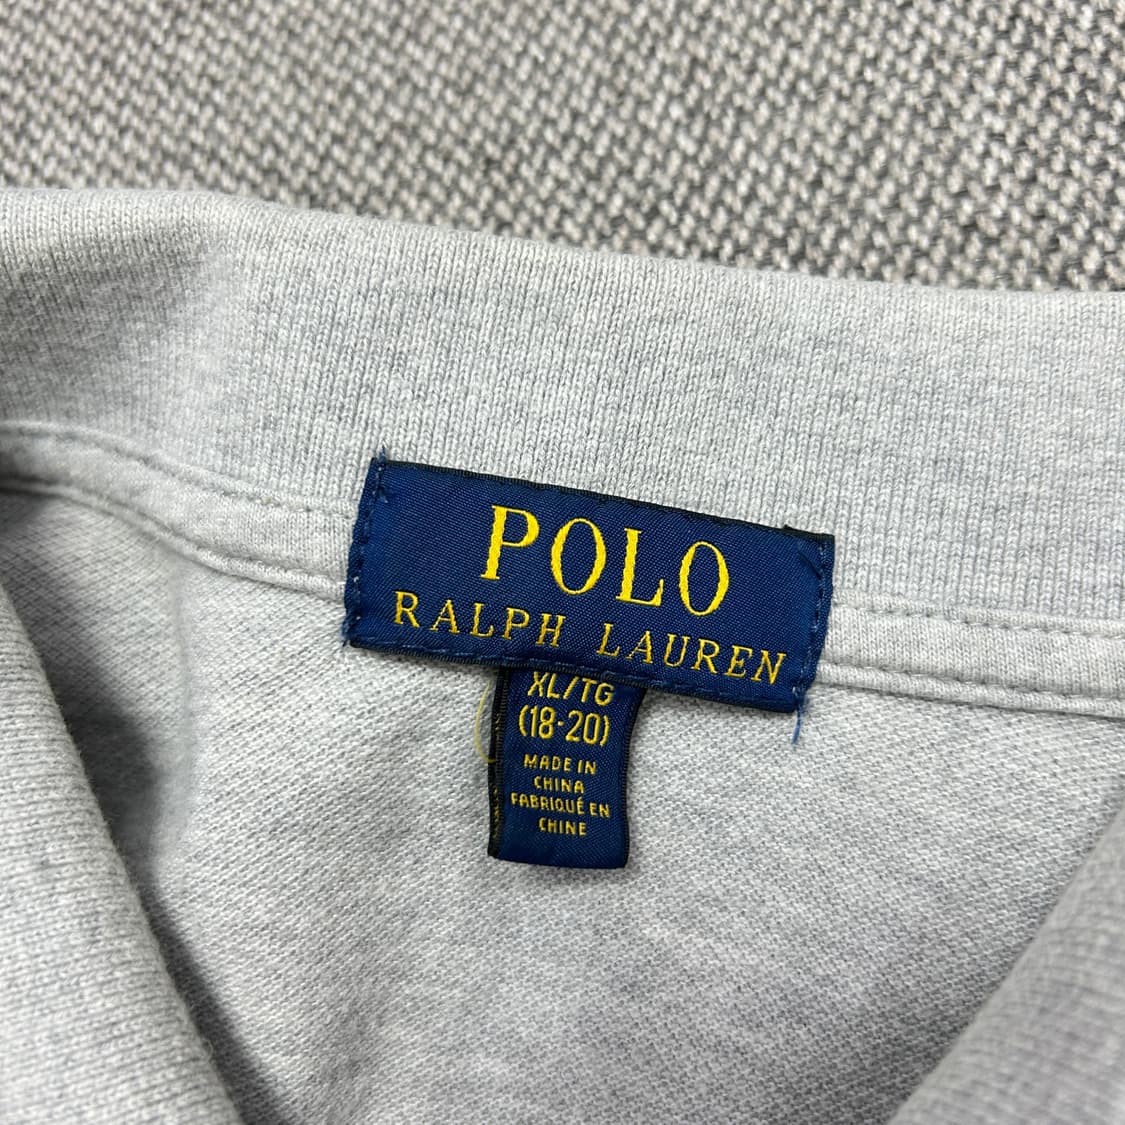 POLO
RALPH LAUREN
XL/TG
(18-20)
MADE IN
CHINA
FABRIQUÉ EN
CHINE